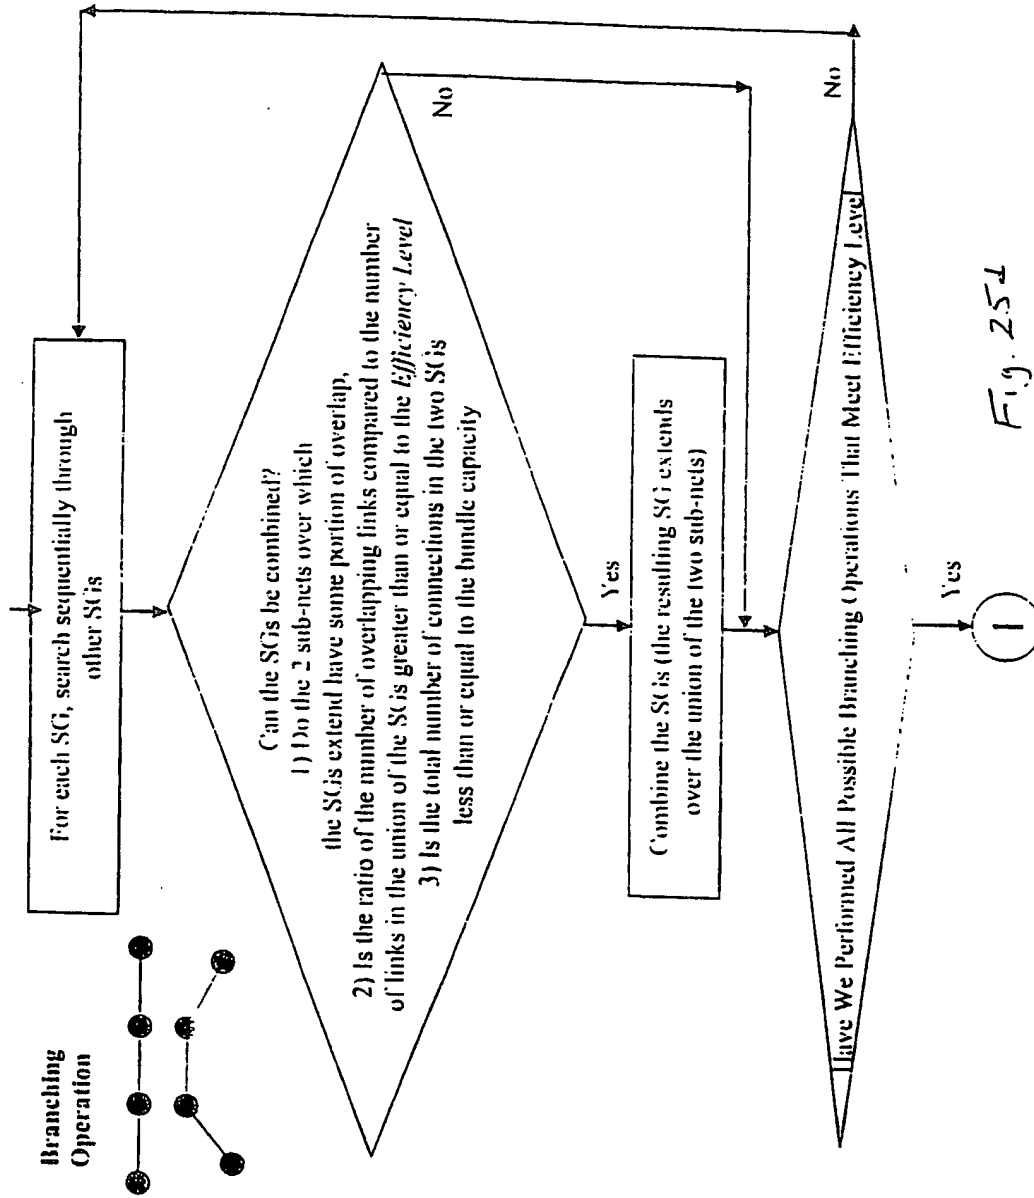 Branching
Operation
For each SG, search sequentially through
other SGs
Can the SGs be combined?
1) Do the 2 sub-nets over which
the SGs extend have some portion of overlap,
2) Is the ratio of the number of overlapping links compared to the number
of links in the union of the SGs greater than or equal to the Efficiency Level
3) Is the total number of connections in the two SGs
less than or equal to the bundle capacity
No
Yes
Combine the SGs (the resulting SG extends
over the union of the two sub-nets)
Have We Performed All Possible Branching Operations That Meet Efficiency Level
No
Yes
1
Fig. 25d